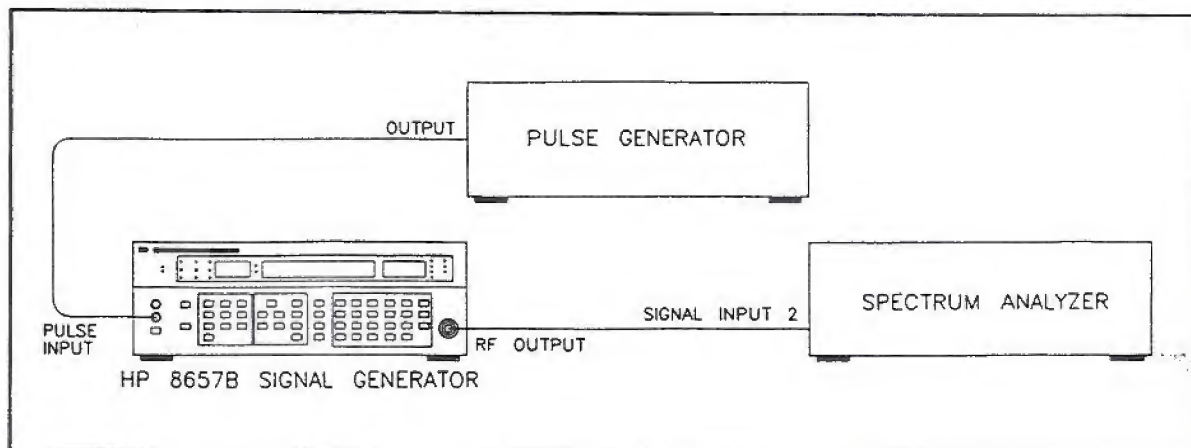 OUTPUT
PULSE GENERATOR
PULSE
INPUT
SIGNAL INPUT 2
SPECTRUM ANALYZER
RF OUTPUT
HP 8657B SIGNAL GENERATOR